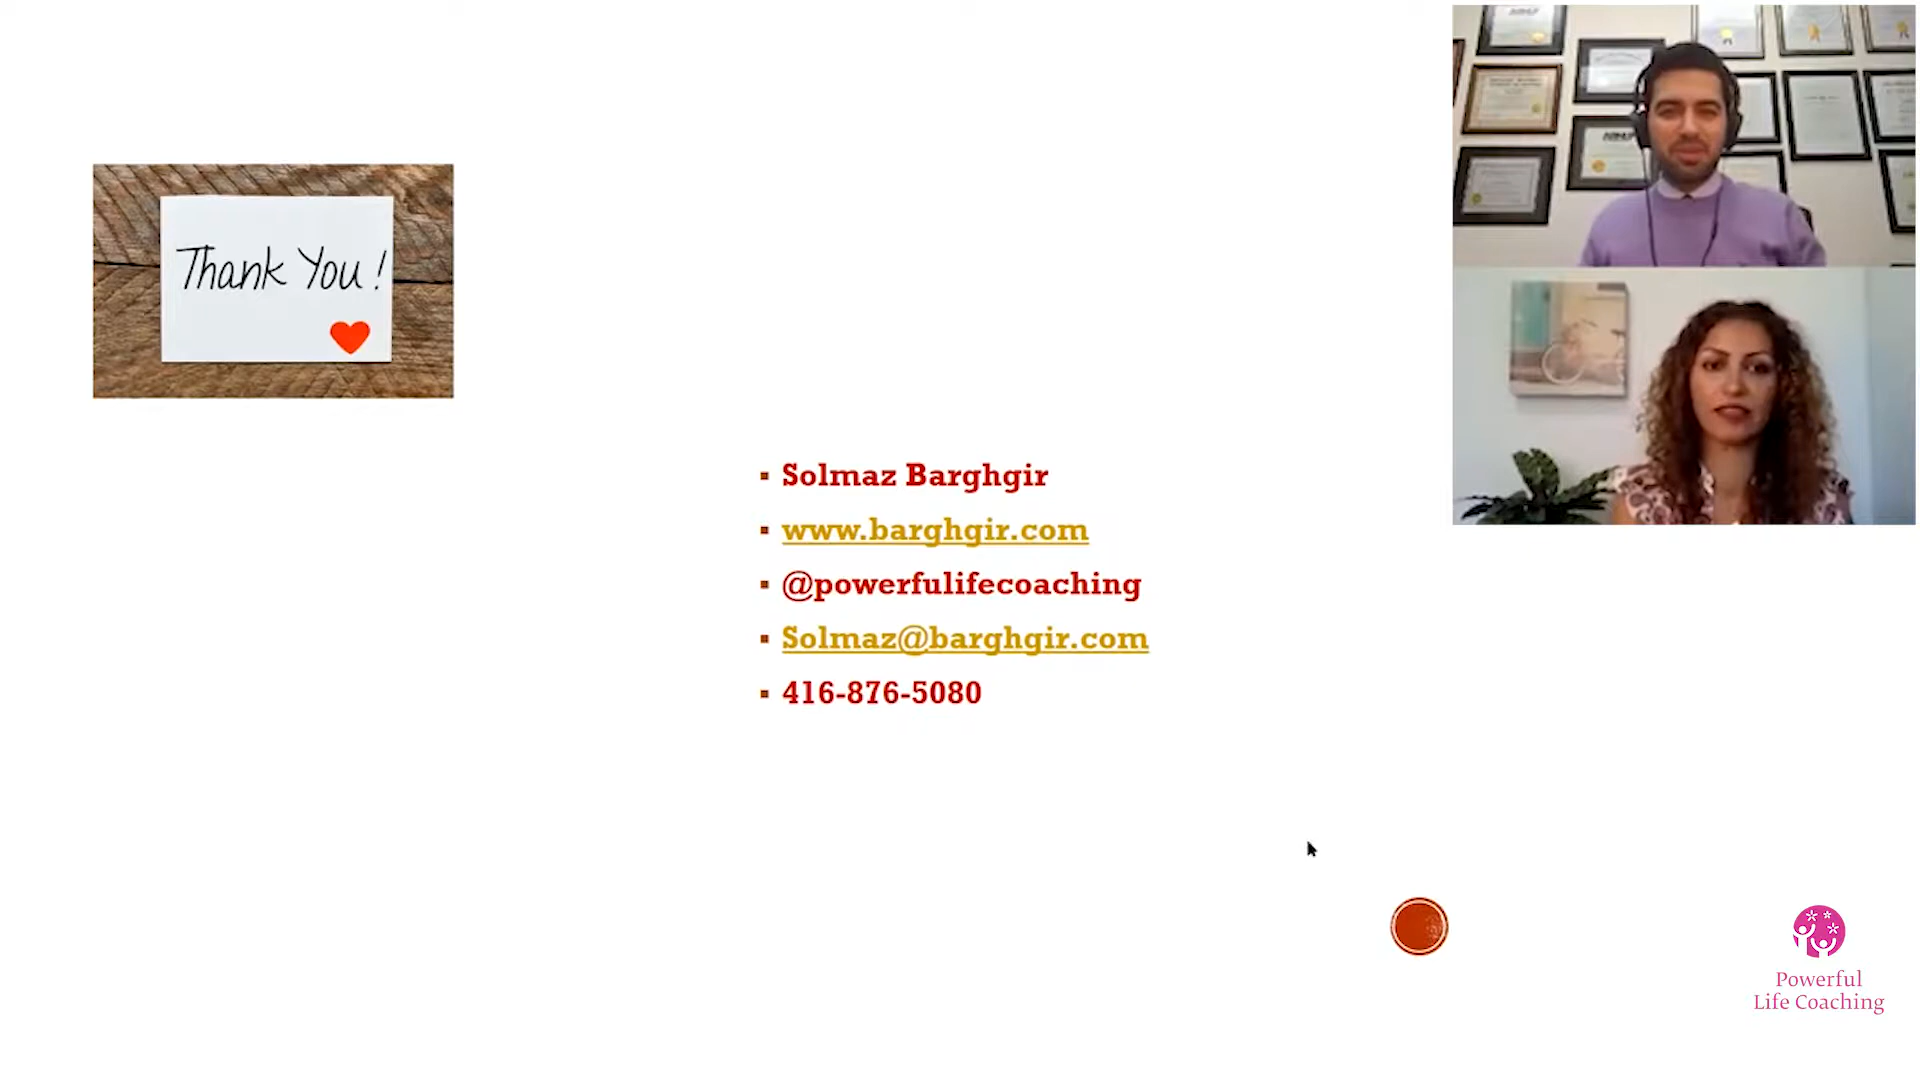 Thank You!
Solmaz Barghgir
www.barghgir.com
@powerfulifecoaching
Solmaz@barghgir.com
416-876-5080
Powerful
Life Coaching